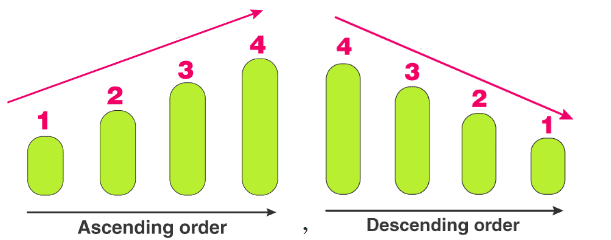 1 2 3 4 4 3 2 1
Ascending order , Descending order